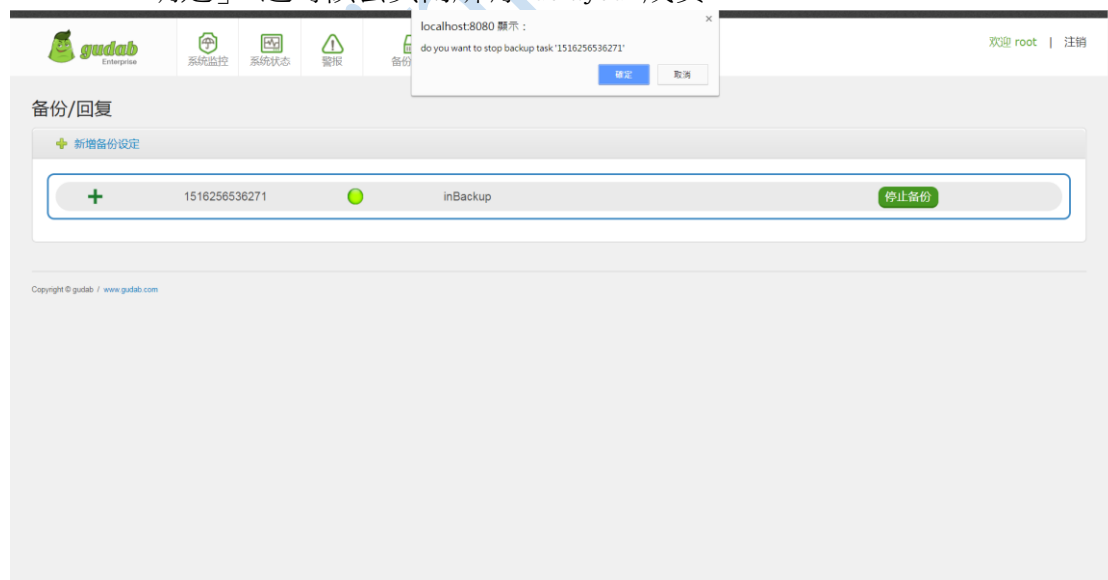 localhost:8080 顯示：
×
do you want to stop backup task '1516256536271'
確定 取消
gudab
Enterprise
系统监控 系统状态 警报 备份
欢迎 root | 注销
备份/回复
新增备份设定
1516256536271 inBackup 停止备份
Copyright © gudab / www.gudab.com